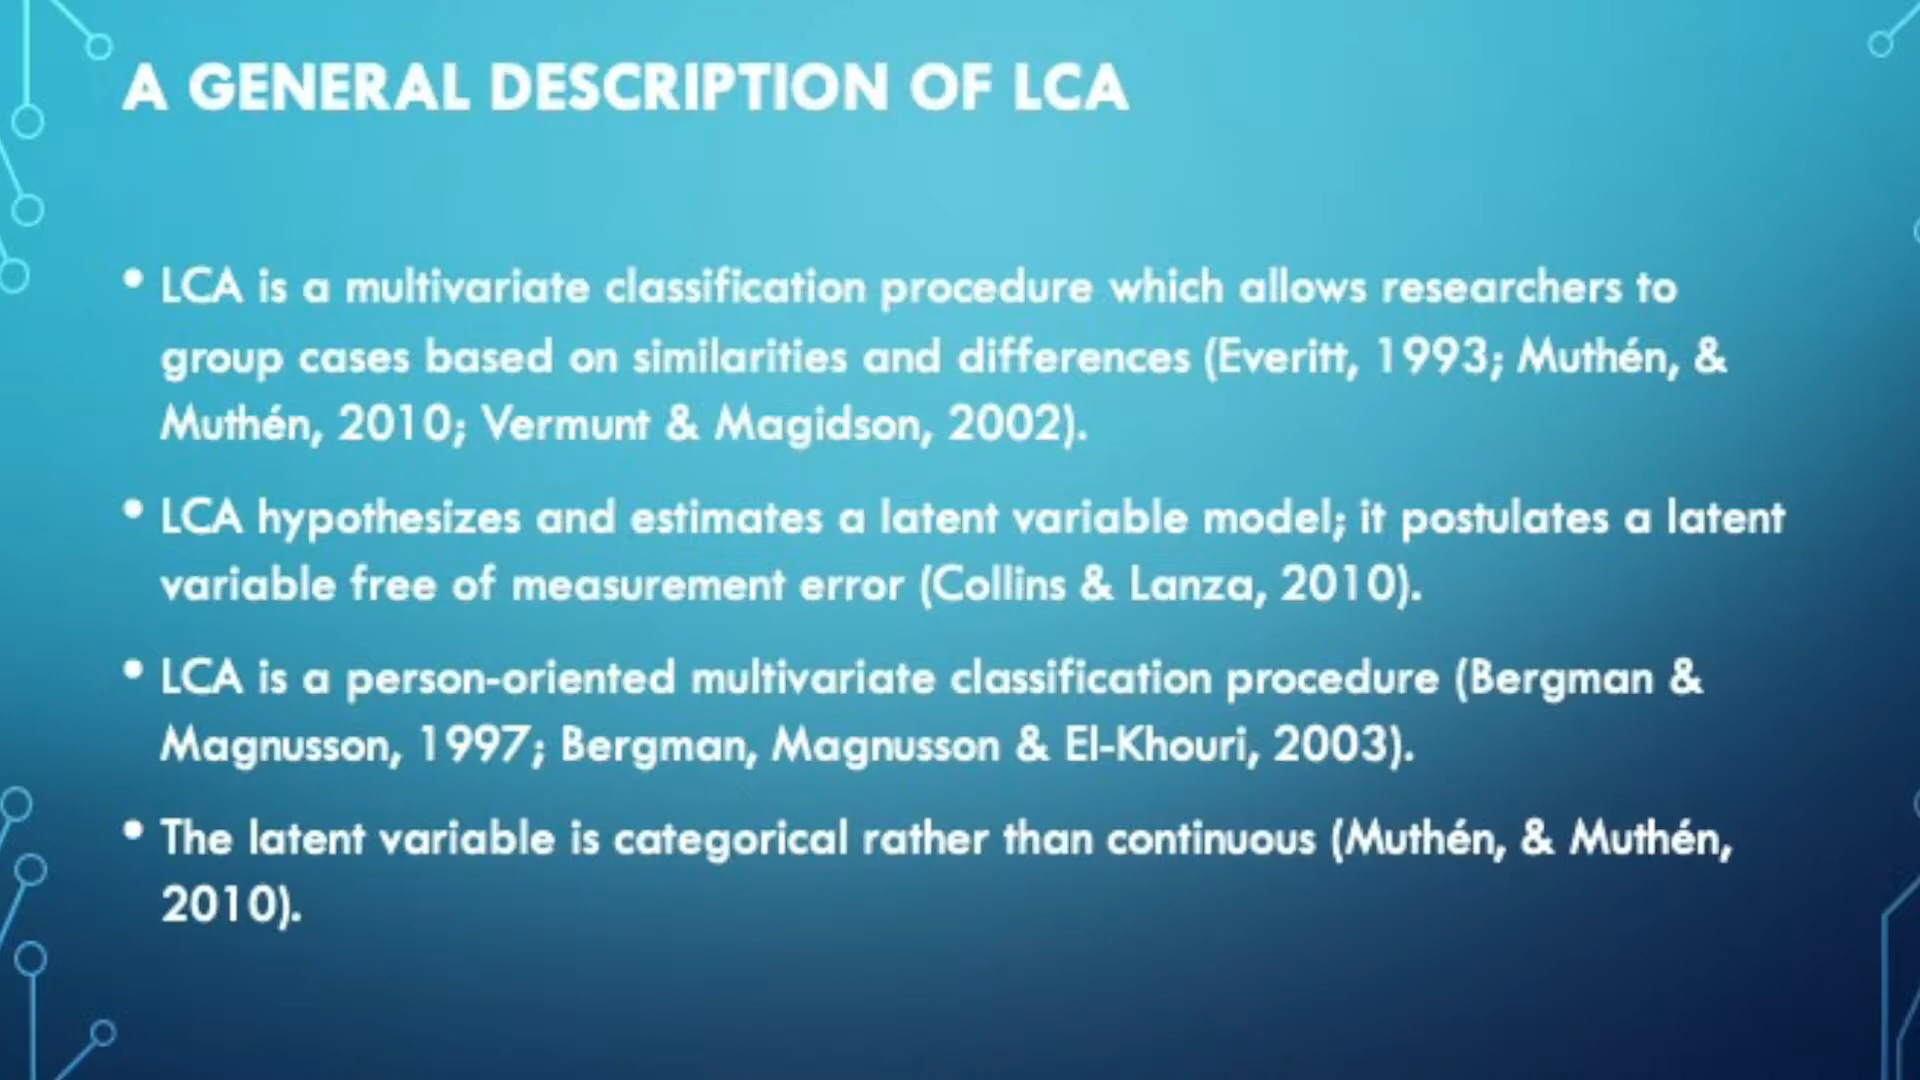 A GENERAL DESCRIPTION OF LCA
• LCA is a multivariate classification procedure which allows researchers to
group cases based on similarities and differences (Everitt, 1993; Muthén, &
Muthén, 2010; Vermunt & Magidson, 2002).
• LCA hypothesizes and estimates a latent variable model; it postulates a latent
variable free of measurement error (Collins & Lanza, 2010).
• LCA is a person-oriented multivariate classification procedure (Bergman &
Magnusson, 1997; Bergman, Magnusson & El-Khouri, 2003).
• The latent variable is categorical rather than continuous (Muthén, & Muthén,
2010).